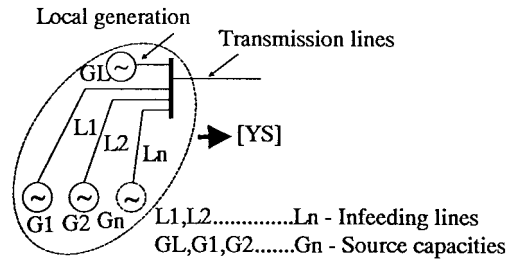 Local generation
Transmission lines
GL
~
L1
L2
Ln
[YS]
~ ~ ~
G1 G2 Gn
L1,L2..............Ln - Infeeding lines
GL,G1,G2.......Gn - Source capacities